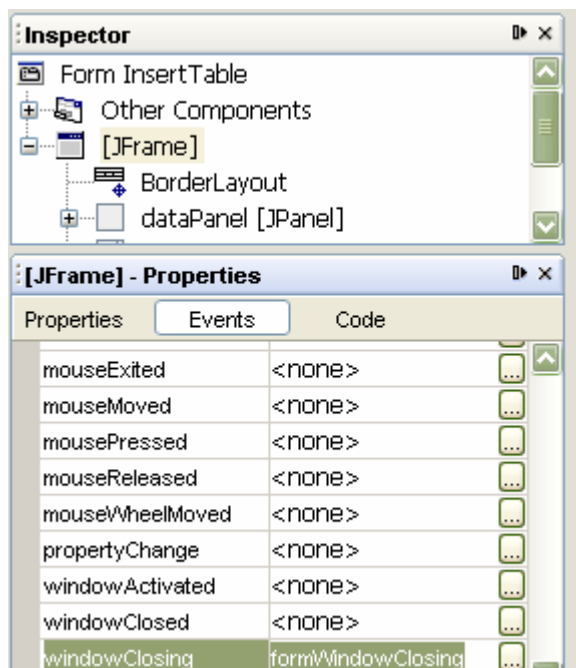 Inspector
Form InsertTable
Other Components
[JFrame]
BorderLayout
dataPanel [JPanel]
[JFrame] - Properties
Properties Events Code
mouseExited <none> ...
mouseMoved <none> ...
mousePressed <none> ...
mouseReleased <none> ...
mouseWheelMoved <none> ...
propertyChange <none> ...
windowActivated <none> ...
windowClosed <none> ...
windowClosing formWindowClosing ...